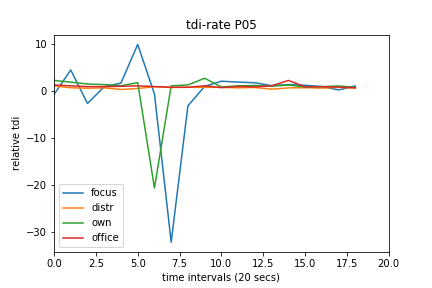 tdi-rate P05
relative tdi
10
0
−10
−20
−30
focus
distr
own
office
0.0 2.5 5.0 7.5 10.0 12.5 15.0 17.5 20.0
time intervals (20 secs)